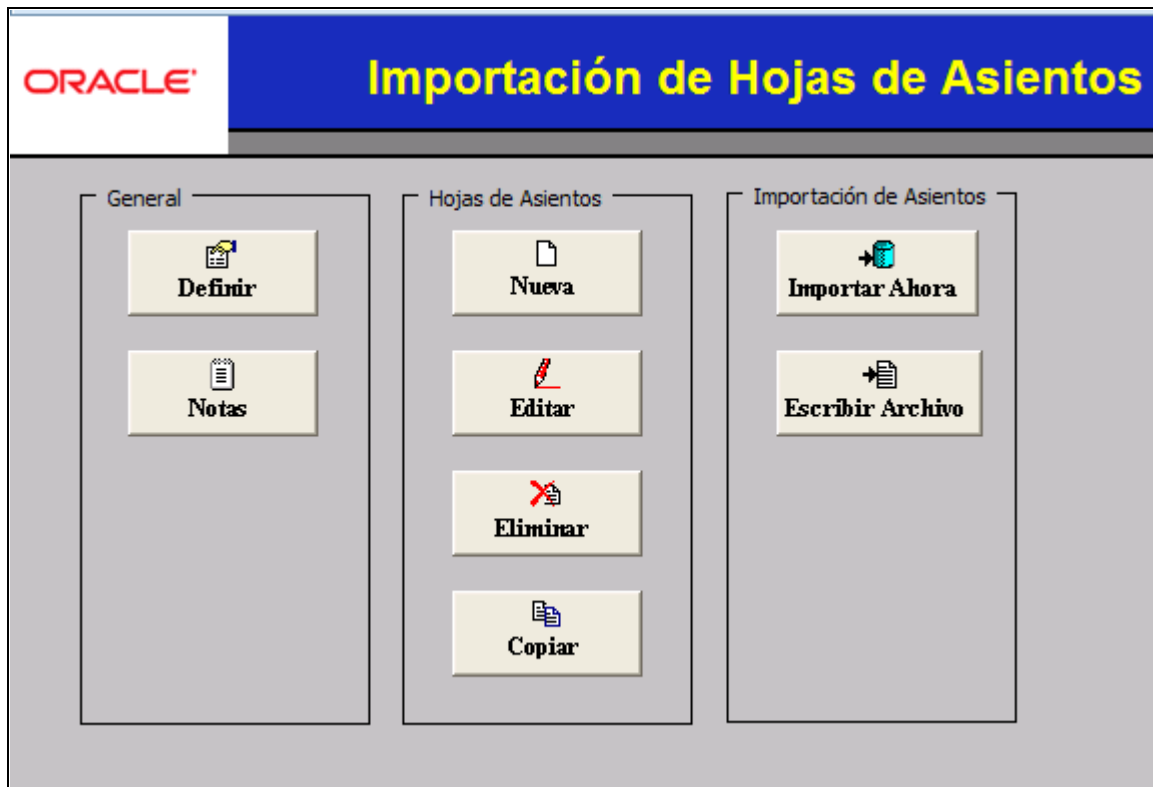 ORACLE
Importación de Hojas de Asientos
General
Definir
Notas
Hojas de Asientos
Nueva
Editar
Eliminar
Copiar
Importación de Asientos
Importar Ahora
Escribir Archivo